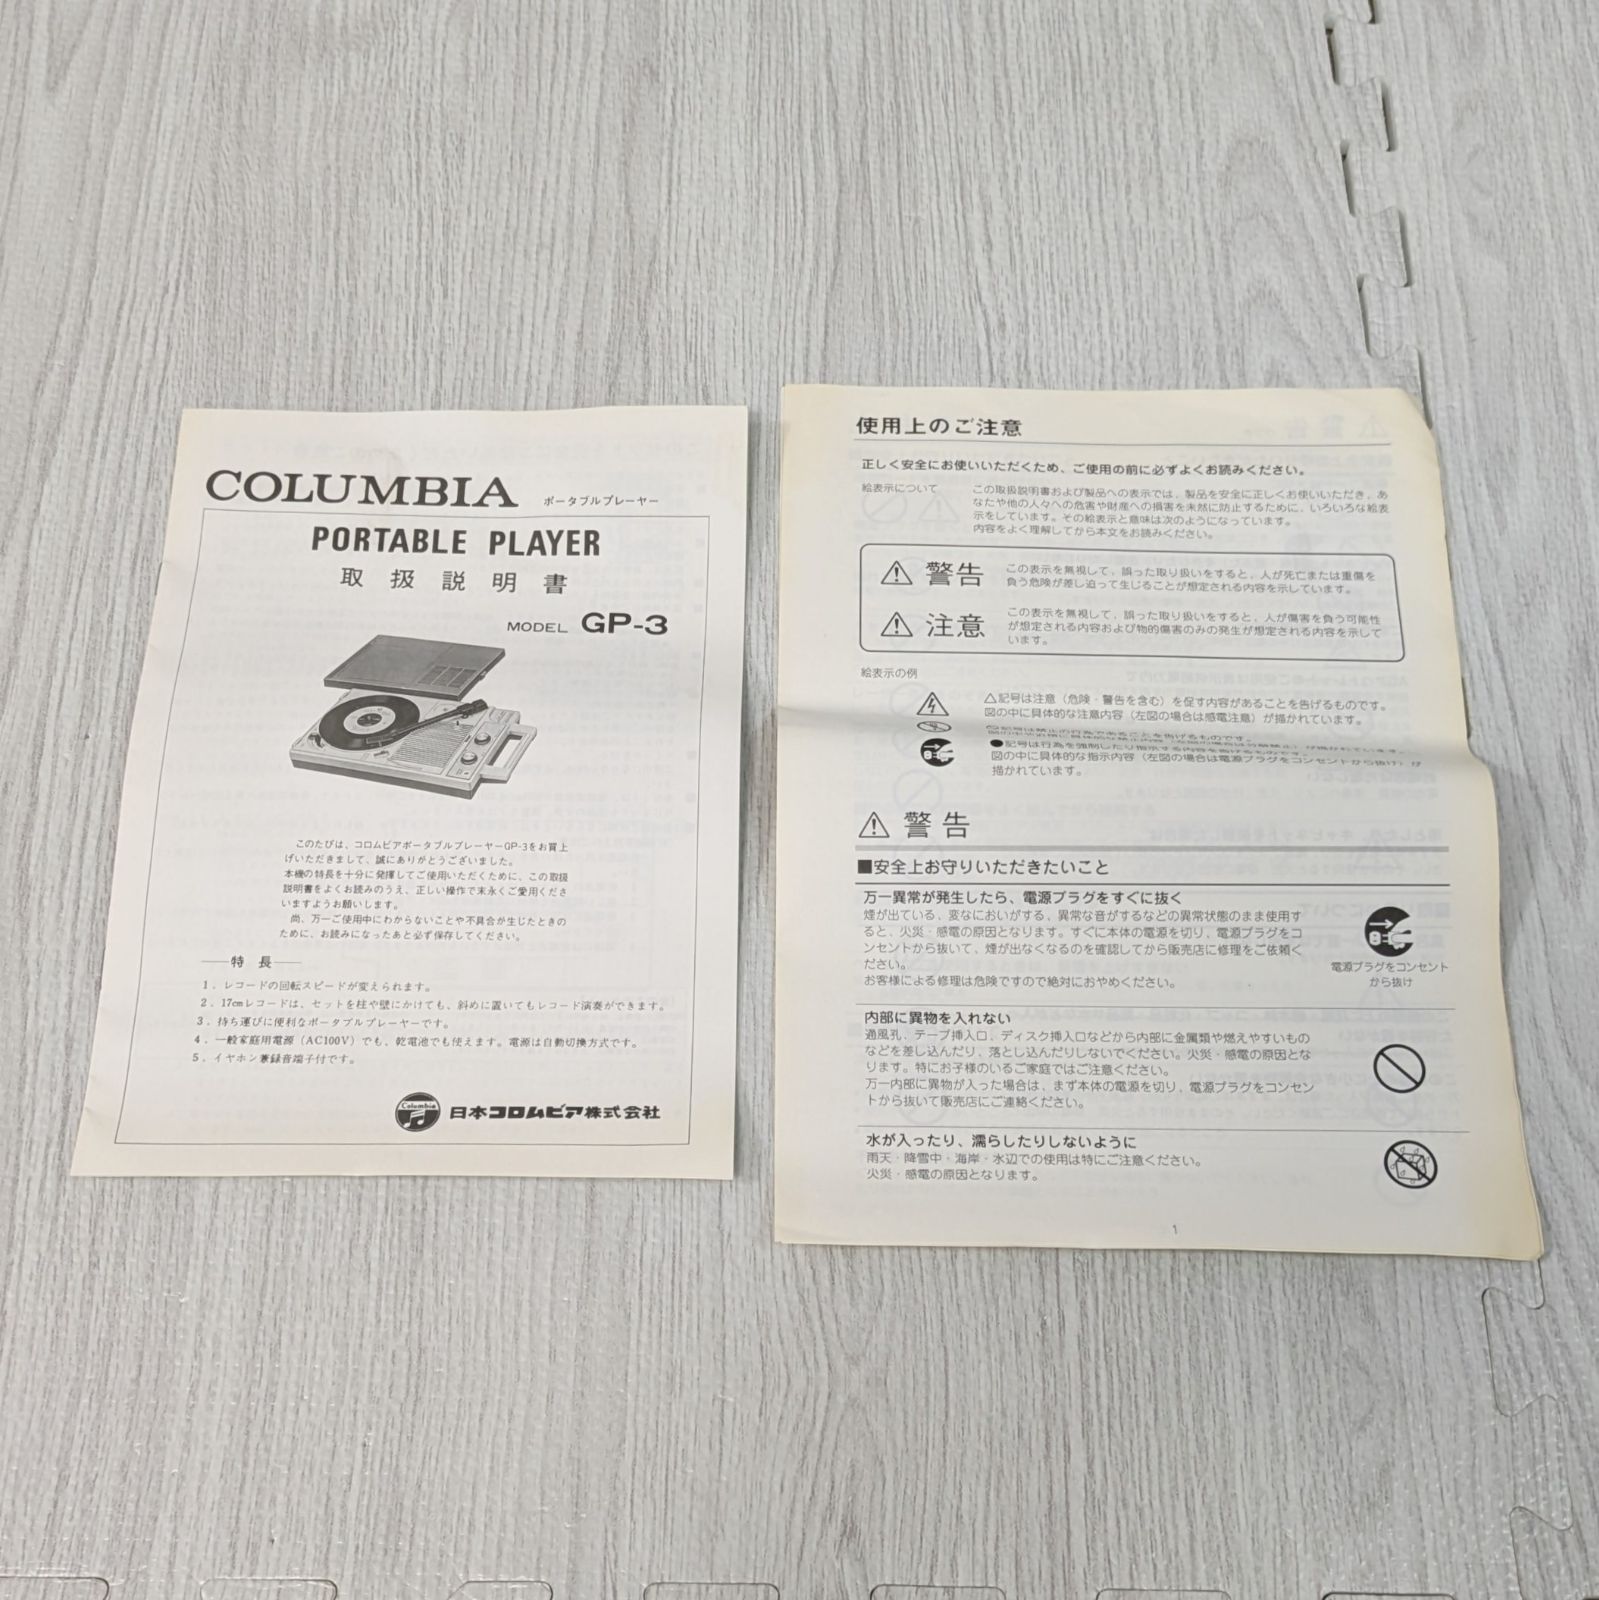 COLUMBIA ポータブルプレーヤー
PORTABLE PLAYER
取扱説明書
MODEL GP-3
このたびは、コロムビアポータブルプレーヤーGP-3をお買上
げいただきまして、誠にありがとうございました。
本機の特長を十分に発揮してご使用いただくために、この取扱
説明書をよくお読みのうえ、正しい操作で末永くご愛用くださ
いますようお願いします。
尚、万一ご使用中にわからないことや不具合が生じたときの
ために、お読みになったあと必ず保存してください。
特長
1．レコードの回転スピードが変えられます。
2．17cmレコードは、セットを柱や壁にかけても、斜めに置いてもレコード演奏ができます。
3．持ち運びに便利なポータブルプレーヤーです。
4．一般家庭用電源（AC100V）でも、乾電池でも使えます。電源は自動切換方式です。
5．イヤホン兼録音端子付です。
Columbia 日本コロムビア株式会社
使用上のご注意
正しく安全にお使いいただくため、ご使用の前に必ずよくお読みください。
絵表示について
この取扱説明書および製品への表示では、製品を安全に正しくお使いいただき、あ
なたや他の人々への危害や財産への損害を未然に防止するために、いろいろな絵表
示をしています。その絵表示と意味は次のようになっています。
内容をよく理解してから本文をお読みください。
警告
この表示を無視して、誤った取り扱いをすると、人が死亡または重傷を
負う危険が差し迫って生じることが想定される内容を示しています。
注意
この表示を無視して、誤った取り扱いをすると、人が傷害を負う可能性
が想定される内容および物的傷害のみの発生が想定される内容を示して
います。
絵表示の例
△記号は注意（危険・警告を含む）を促す内容があることを告げるものです。
図の中に具体的な注意内容（左図の場合は感電注意）が描かれています。
●記号は行為を強制したり指示する内容を告げるものです。
図の中に具体的な指示内容（左図の場合は電源プラグをコンセントから抜け）が
描かれています。
警告
■安全上お守りいただきたいこと
万一異常が発生したら、電源プラグをすぐに抜く
煙が出ている、変なにおいがする、異常な音がするなどの異常状態のまま使用す
ると、火災・感電の原因となります。すぐに本体の電源を切り、電源プラグをコ
ンセントから抜いて、煙が出なくなるのを確認してから販売店に修理をご依頼く
ださい。
お客様による修理は危険ですので絶対におやめください。
電源プラグをコンセント
から抜け
内部に異物を入れない
通風孔、テープ挿入口、ディスク挿入口などから内部に金属類や燃えやすいもの
などを差し込んだり、落とし込んだりしないでください。火災・感電の原因とな
ります。特にお子様のいるご家庭ではご注意ください。
万一内部に異物が入った場合は、まず本体の電源を切り、電源プラグをコンセン
トから抜いて販売店にご連絡ください。
水が入ったり、濡らしたりしないように
雨天・降雪中・海岸・水辺での使用は特にご注意ください。
火災・感電の原因となります。
1